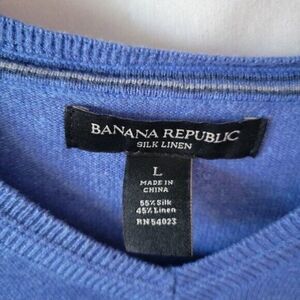 BANANA REPUBLIC
SILK LINEN
L
MADE IN
CHINA
55% Silk
45% Linen
RN 54023